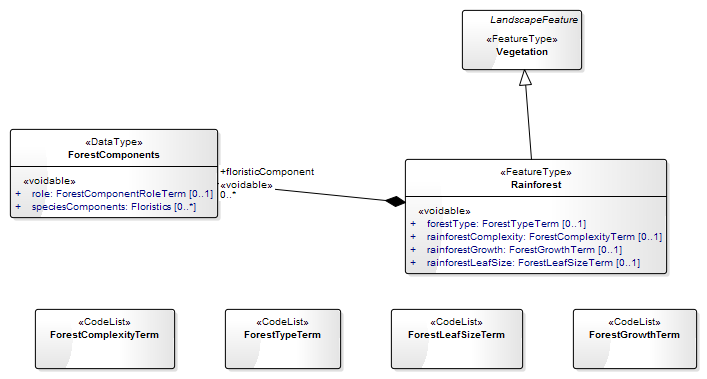 LandscapeFeature
«FeatureType»
Vegetation
«DataType»
ForestComponents
«voidable»
+ role: ForestComponentRoleTerm [0..1]
+ speciesComponents: Floristics [0..*]
+floristicComponent
«voidable»
0..*
«FeatureType»
Rainforest
«voidable»
+ forestType: ForestTypeTerm [0..1]
+ rainforestComplexity: ForestComplexityTerm [0..1]
+ rainforestGrowth: ForestGrowthTerm [0..1]
+ rainforestLeafSize: ForestLeafSizeTerm [0..1]
«CodeList»
ForestComplexityTerm
«CodeList»
ForestTypeTerm
«CodeList»
ForestLeafSizeTerm
«CodeList»
ForestGrowthTerm